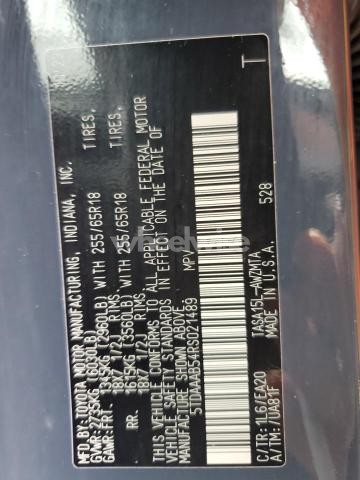 MFD. BY: TOYOTA MOTOR MANUFACTURING, INDIANA, INC.
GVWR: 2735KG (6030LB)
GAWR: FRT. 1345KG (2960LB) WITH 255/65R18 TIRES,
18X7 1/2J RIMS
RR. 1615KG (3560LB) WITH 255/65R18 TIRES,
18X7 1/2J RIMS
THIS VEHICLE CONFORMS TO ALL APPLICABLE FEDERAL MOTOR
VEHICLE SAFETY STANDARDS IN EFFECT ON THE DATE OF
MANUFACTURE SHOWN ABOVE.
5TDAAAB54RS021489 MPV
T
C/TR: 1L6/EA20 TASA15L-AWZMTA
A/TM: /UA81F MADE IN U.S.A. 528